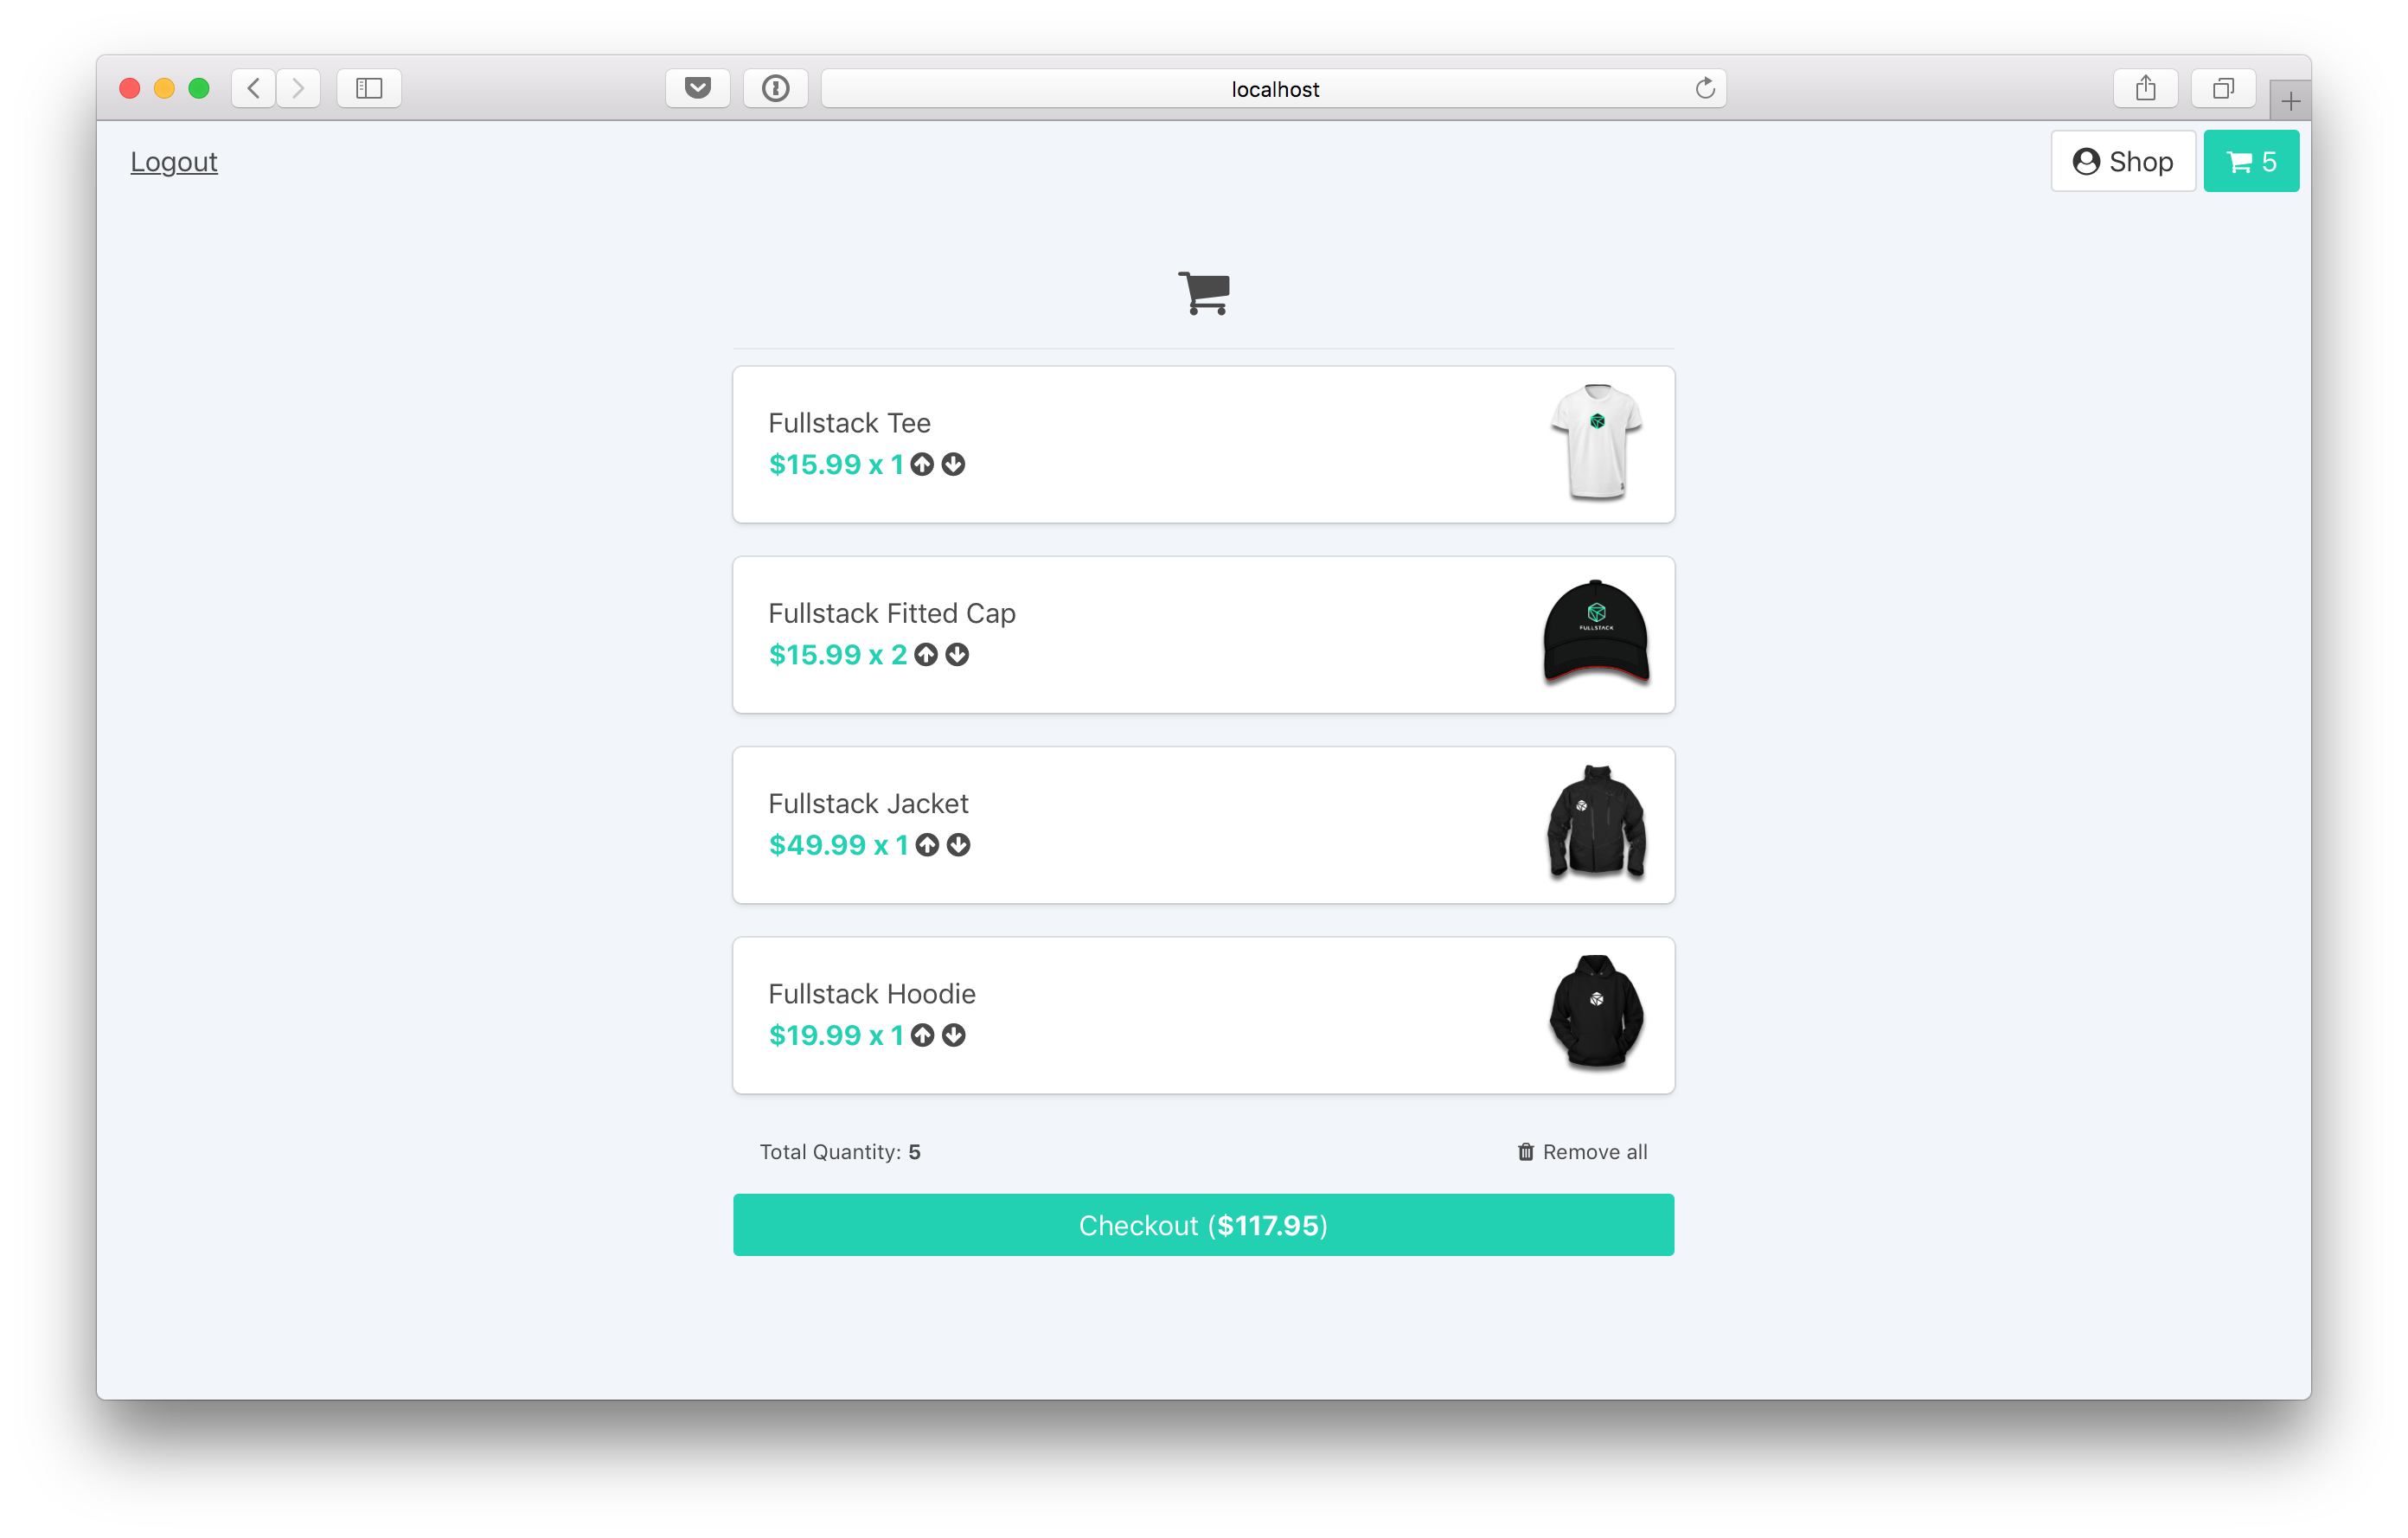 localhost
Logout
Shop
5
Fullstack Tee
$15.99 x 1
Fullstack Fitted Cap
$15.99 x 2
FULLSTACK
Fullstack Jacket
$49.99 x 1
Fullstack Hoodie
$19.99 x 1
Total Quantity: 5
Remove all
Checkout ($117.95)